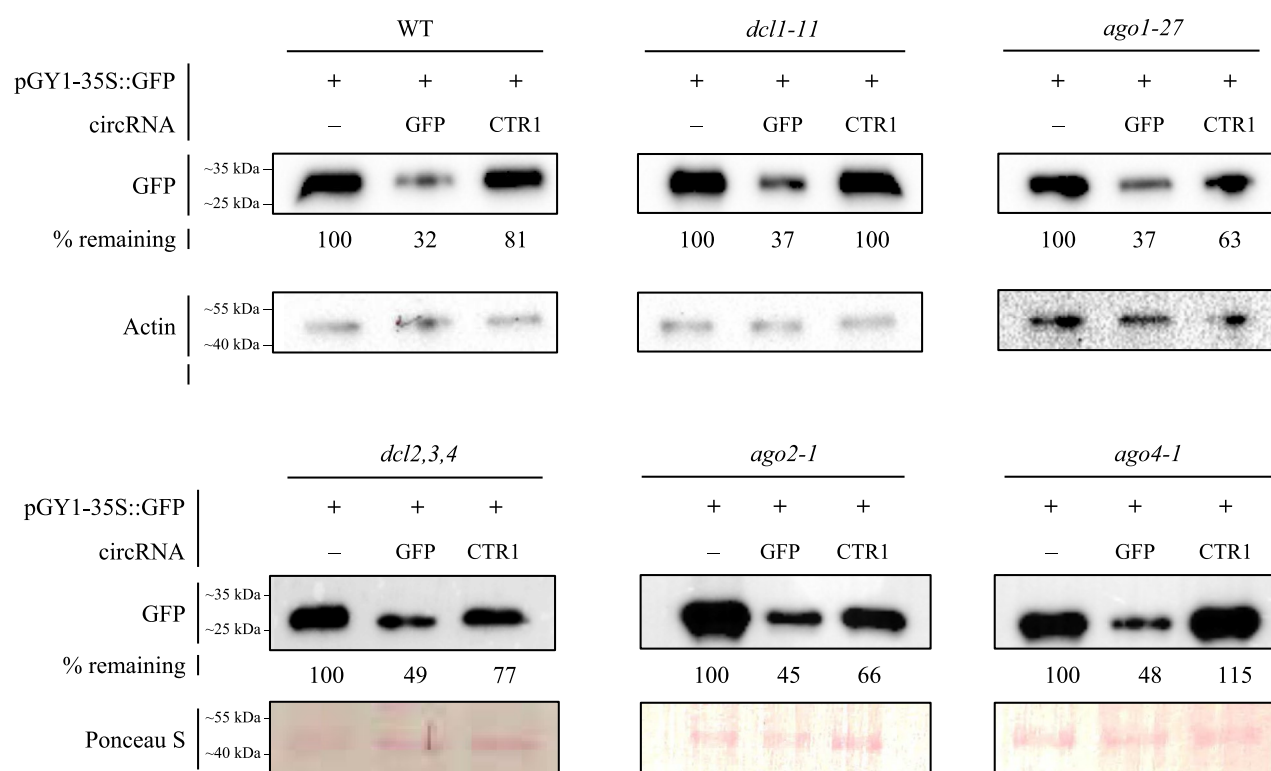 WT dcl1-11 ago1-27
pGY1-35S::GFP + + + + + + + + +
circRNA – GFP CTR1 – GFP CTR1 – GFP CTR1
~35 kDa
GFP
~25 kDa
% remaining 100 32 81 100 37 100 100 37 63
~55 kDa
Actin
~40 kDa
dcl2,3,4 ago2-1 ago4-1
pGY1-35S::GFP + + + + + + + + +
circRNA – GFP CTR1 – GFP CTR1 – GFP CTR1
~35 kDa
GFP
~25 kDa
% remaining 100 49 77 100 45 66 100 48 115
~55 kDa
Ponceau S
~40 kDa